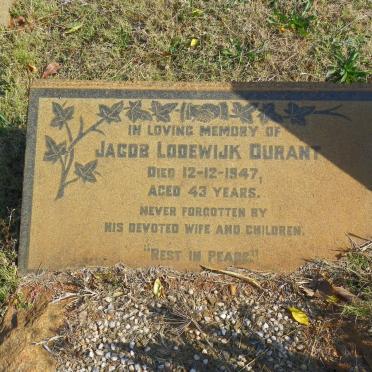 IN LOVING MEMORY OF
JACOB LODEWIJK DURANT
DIED 12-12-1947,
AGED 43 YEARS.
NEVER FORGOTTEN BY
HIS DEVOTED WIFE AND CHILDREN.
"REST IN PEACE."